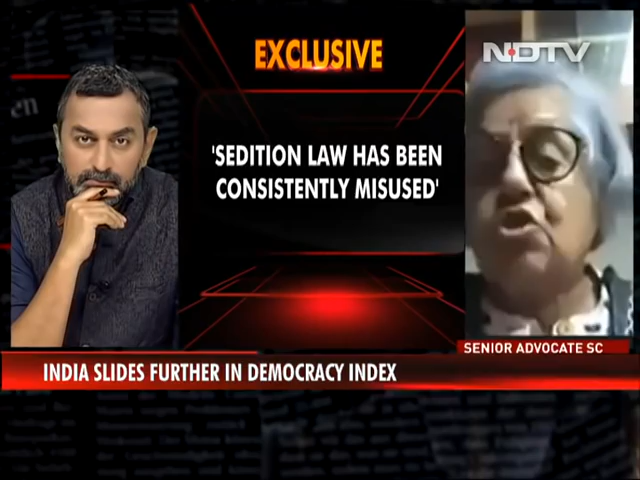 EXCLUSIVE
NDTV
'SEDITION LAW HAS BEEN
CONSISTENTLY MISUSED'
SENIOR ADVOCATE SC
INDIA SLIDES FURTHER IN DEMOCRACY INDEX